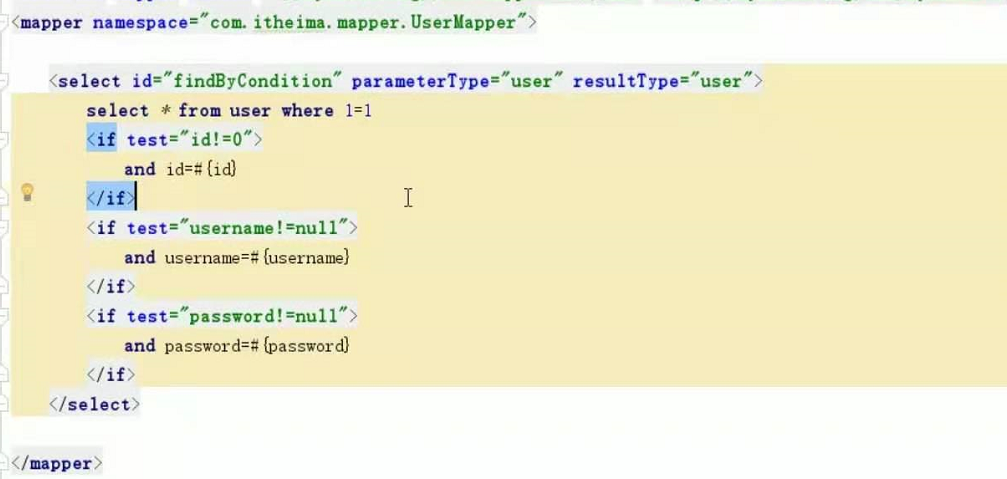 <mapper namespace="com.itheima.mapper.UserMapper">
<select id="findByCondition" parameterType="user" resultType="user">
select * from user where 1=1
<if test="id!=0">
and id=#{id}
</if>
<if test="username!=null">
and username=#{username}
</if>
<if test="password!=null">
and password=#{password}
</if>
</select>
</mapper>